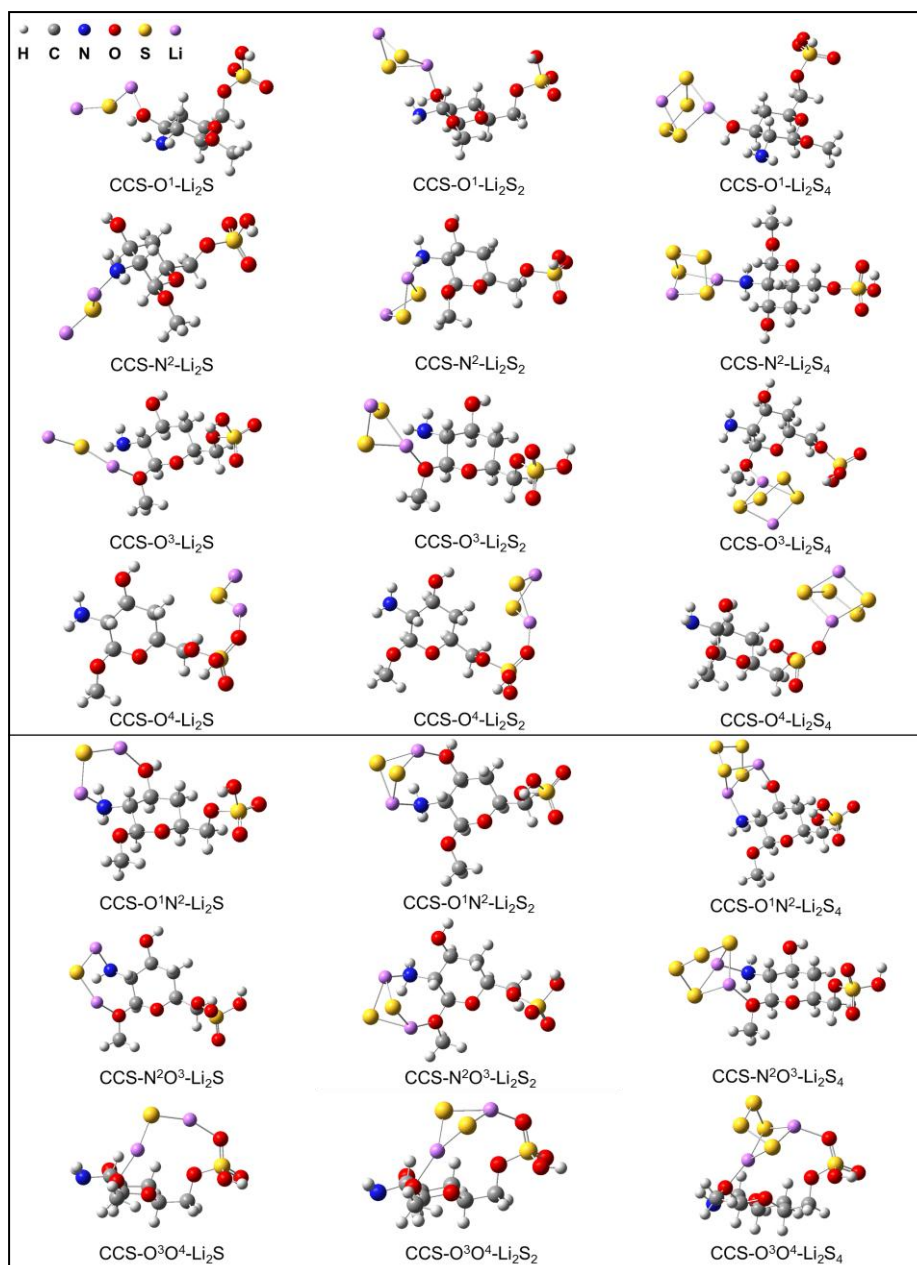 H C N O S Li
CCS-O¹-Li₂S CCS-O¹-Li₂S₂ CCS-O¹-Li₂S₄
CCS-N²-Li₂S CCS-N²-Li₂S₂ CCS-N²-Li₂S₄
CCS-O³-Li₂S CCS-O³-Li₂S₂ CCS-O³-Li₂S₄
CCS-O⁴-Li₂S CCS-O⁴-Li₂S₂ CCS-O⁴-Li₂S₄
CCS-O¹N²-Li₂S CCS-O¹N²-Li₂S₂ CCS-O¹N²-Li₂S₄
CCS-N²O³-Li₂S CCS-N²O³-Li₂S₂ CCS-N²O³-Li₂S₄
CCS-O³O⁴-Li₂S CCS-O³O⁴-Li₂S₂ CCS-O³O⁴-Li₂S₄